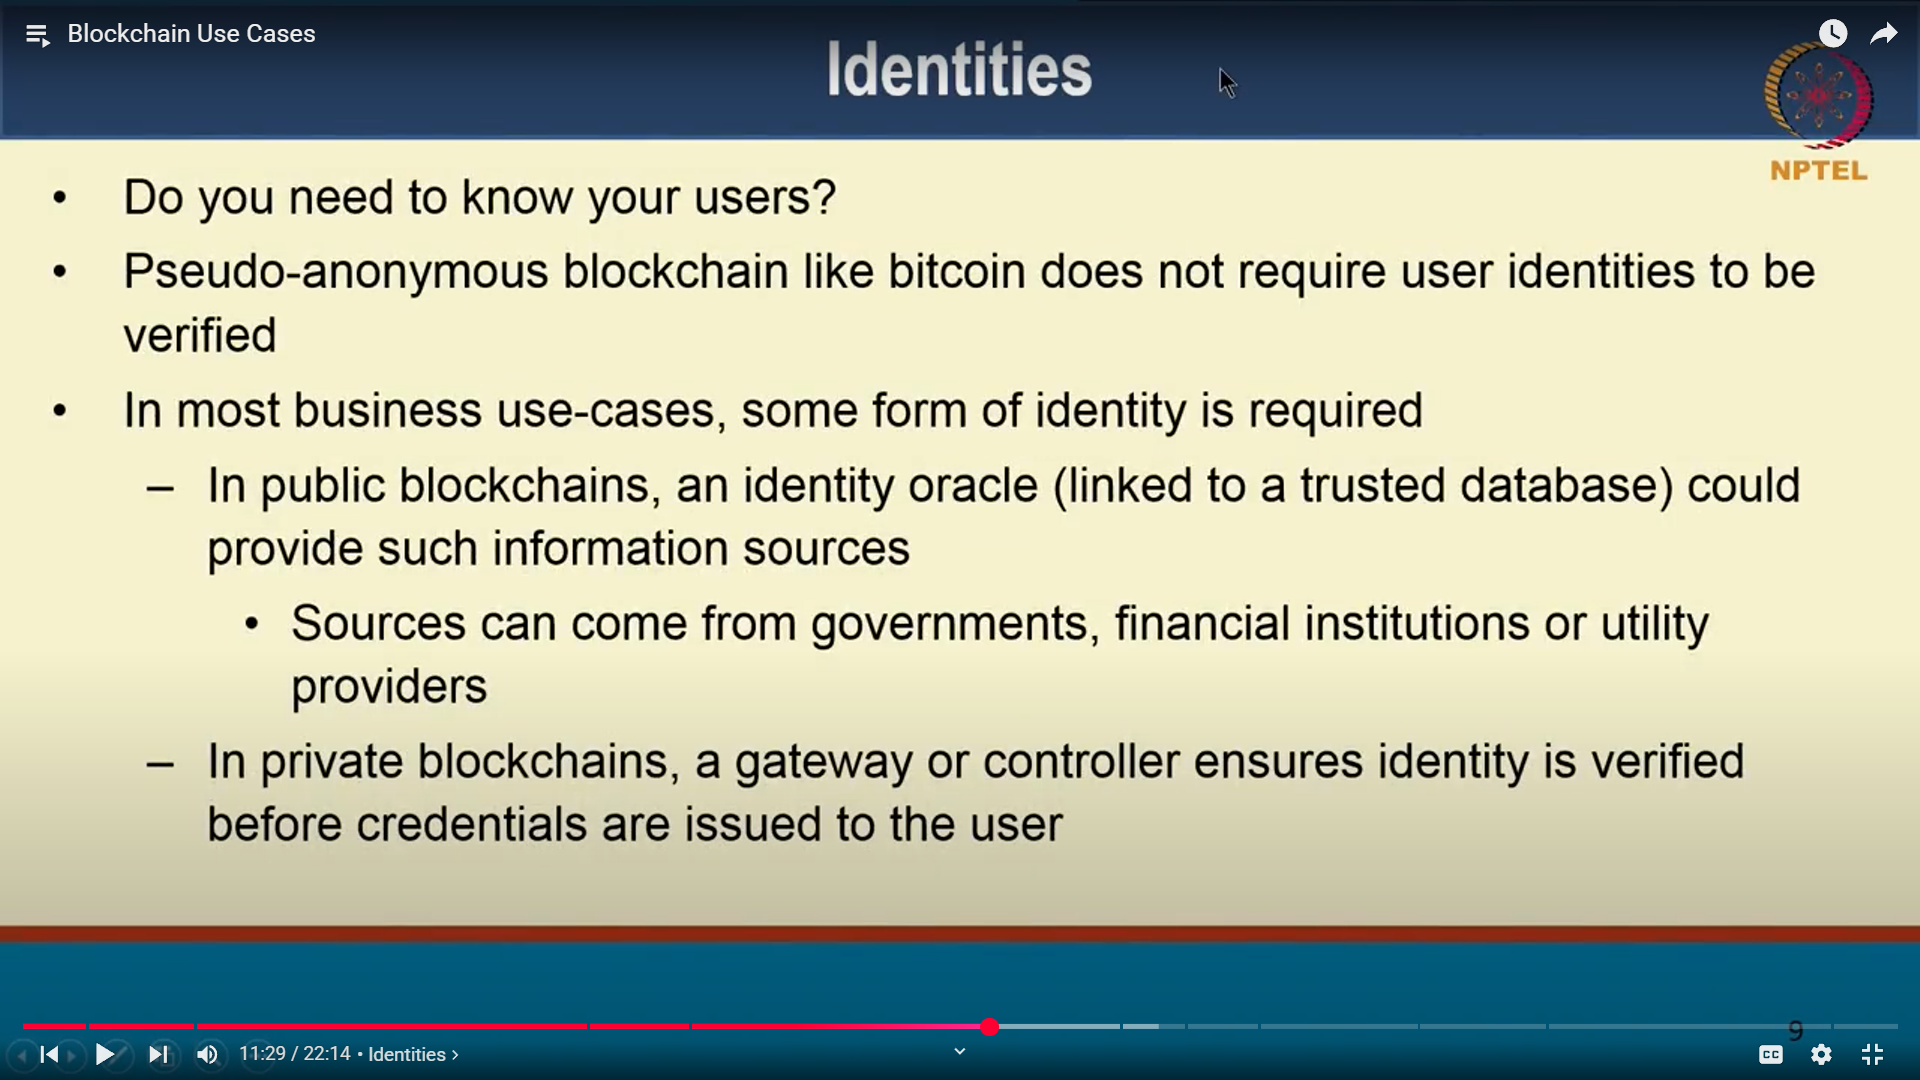 Blockchain Use Cases
Identities
NPTEL
• Do you need to know your users?
• Pseudo-anonymous blockchain like bitcoin does not require user identities to be
verified
• In most business use-cases, some form of identity is required
– In public blockchains, an identity oracle (linked to a trusted database) could
provide such information sources
• Sources can come from governments, financial institutions or utility
providers
– In private blockchains, a gateway or controller ensures identity is verified
before credentials are issued to the user
9
11:29 / 22:14 • Identities ›
CC